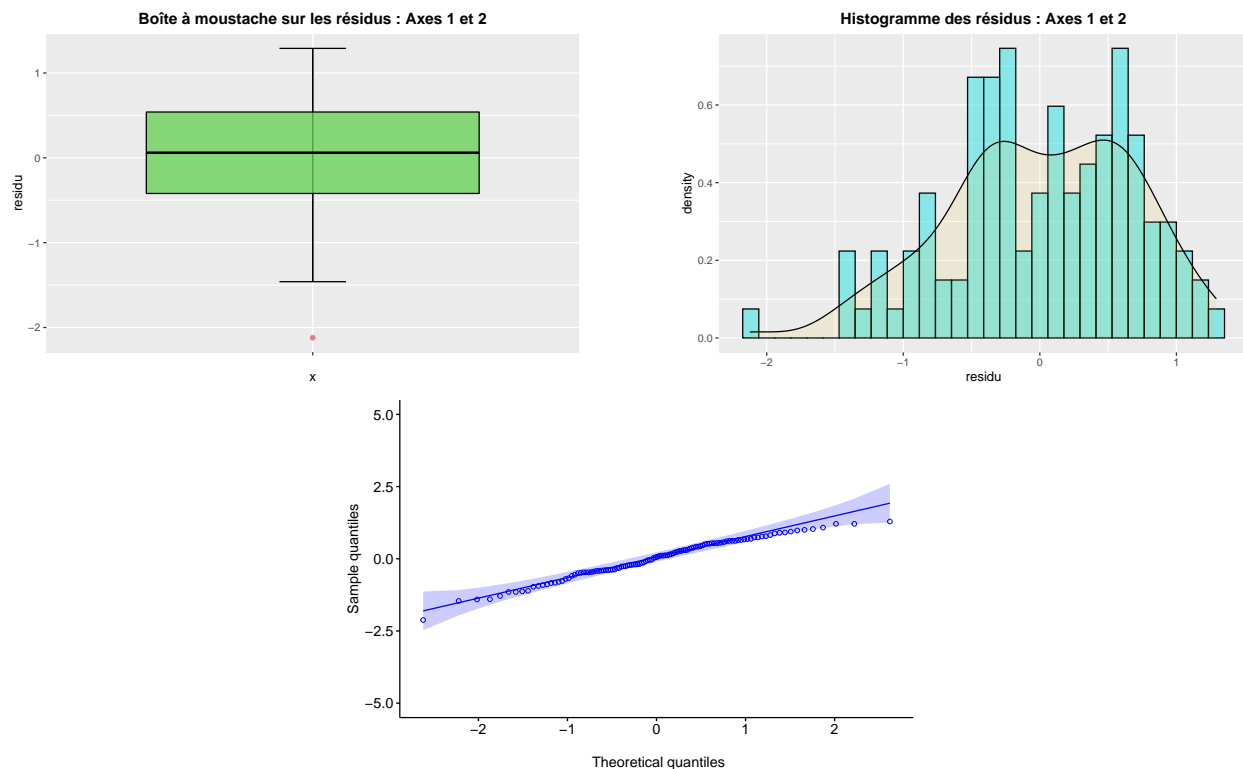 Boîte à moustache sur les résidus : Axes 1 et 2
1
0
−1
−2
residu
x
Histogramme des résidus : Axes 1 et 2
0.6
0.4
0.2
0.0
density
−2 −1 0 1
residu
5.0
2.5
0.0
−2.5
−5.0
Sample quantiles
−2 −1 0 1 2
Theoretical quantiles